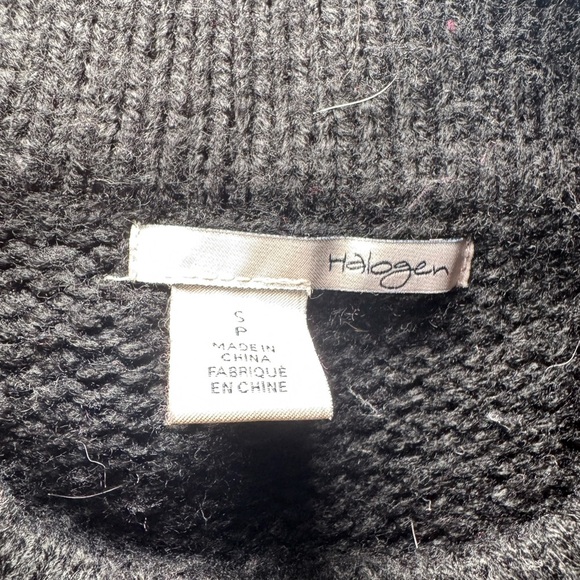 Halogen
S
P
MADE IN
CHINA
FABRIQUÉ
EN CHINE